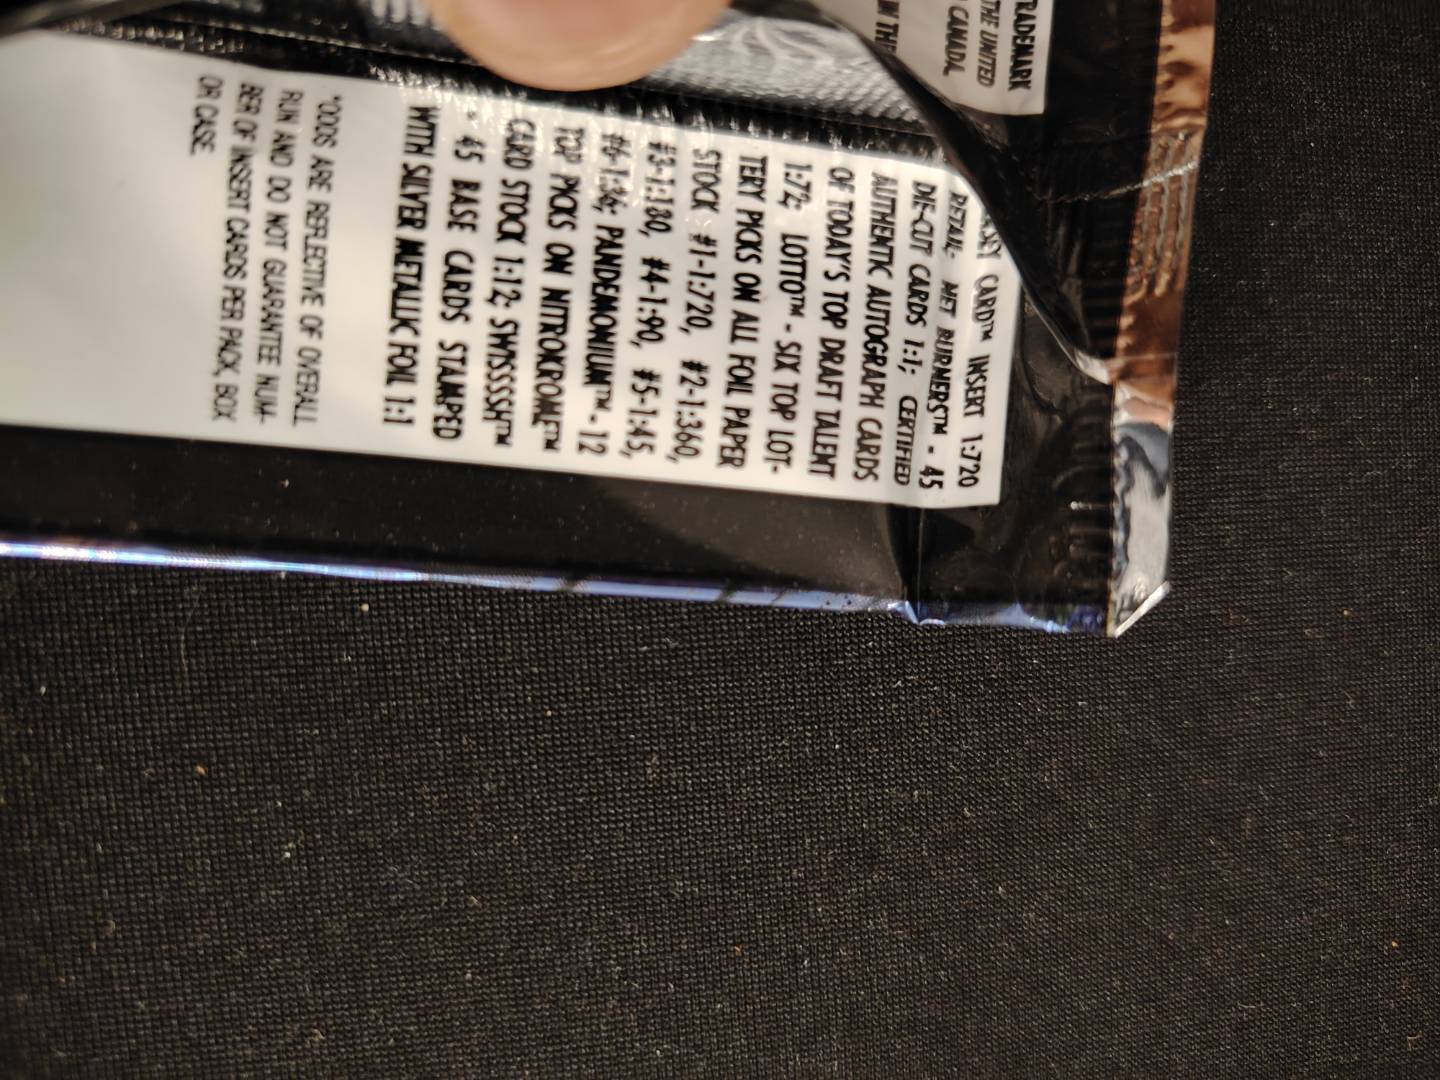 TRADEMARK
THE UNITED
CANADA.
IN THE
CARD™ INSERT 1:720
RETAIL: NET BURNERS™ - 45
DIE-CUT CARDS 1:1; CERTIFIED
AUTHENTIC AUTOGRAPH CARDS
OF TODAY'S TOP DRAFT TALENT
1:72; LOTTO™ - SIX TOP LOT-
TERY PICKS ON ALL FOIL PAPER
STOCK #1-1:720, #2-1:360,
#3-1:180, #4-1:90, #5-1:45,
#6-1:36; PANDEMONIUM™ - 12
TOP PICKS ON NITROKROME™
CARD STOCK 1:12; SWISSSSH™
* 45 BASE CARDS STAMPED
WITH SILVER METALLIC FOIL 1:1
*ODDS ARE REFLECTIVE OF OVERALL
RUN AND DO NOT GUARANTEE NUM-
BER OF INSERT CARDS PER PACK, BOX
OR CASE.